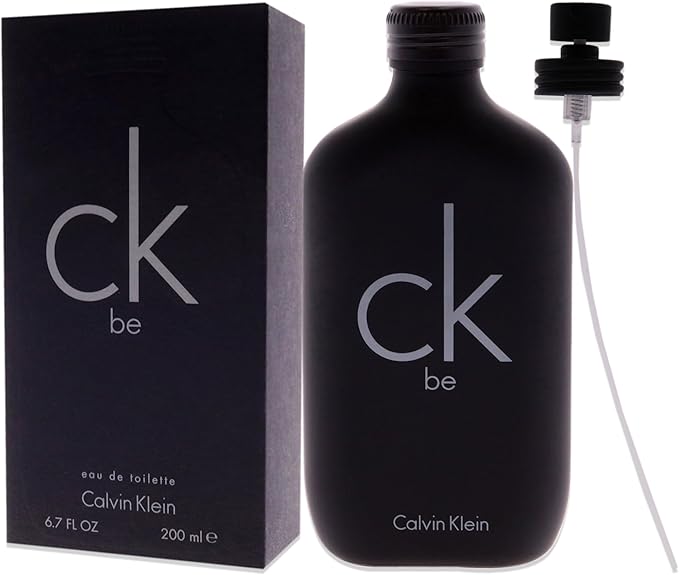 ck
be
eau de toilette
Calvin Klein
6.7 FL OZ 200 ml ℮
ck
be
Calvin Klein